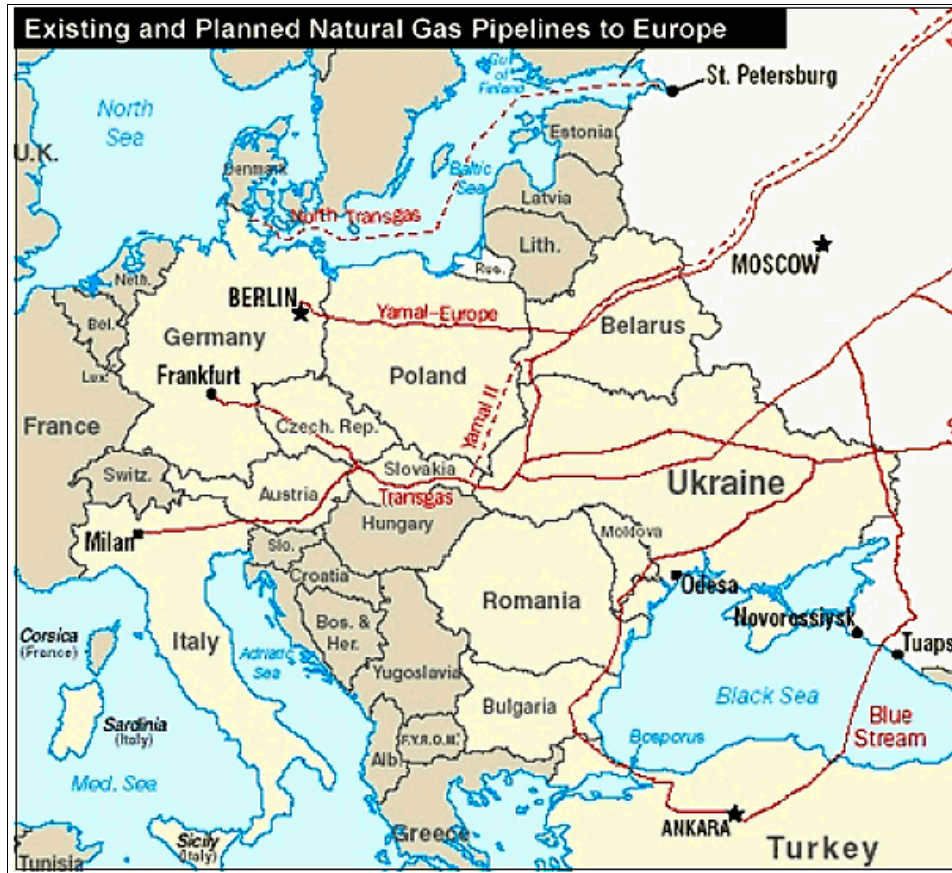 Existing and Planned Natural Gas Pipelines to Europe
Gulf
of
Finland
St. Petersburg
North
Sea
Estonia
U.K.
Denmark
Baltic
Sea
Latvia
North Transgas
Lith.
MOSCOW
Rus.
Neth.
BERLIN
Yamal-Europe
Belarus
Bel.
Germany
Poland
Lux.
Frankfurt
Yamal II
France
Czech. Rep.
Slovakia
Switz.
Austria
Transgas
Ukraine
Hungary
Milan
Moldova
Slo.
Odesa
Croatia
Romania
Bos. &
Her.
Novorossiysk
Corsica
(France)
Italy
Tuaps
Adriatic
Sea
Yugoslavia
Black Sea
Bulgaria
Sardinia
(Italy)
Blue
Stream
F.Y.R.O.M.
Bosporus
Alb.
Med. Sea
ANKARA
Greece
Sicily
(Italy)
Turkey
Tunisia